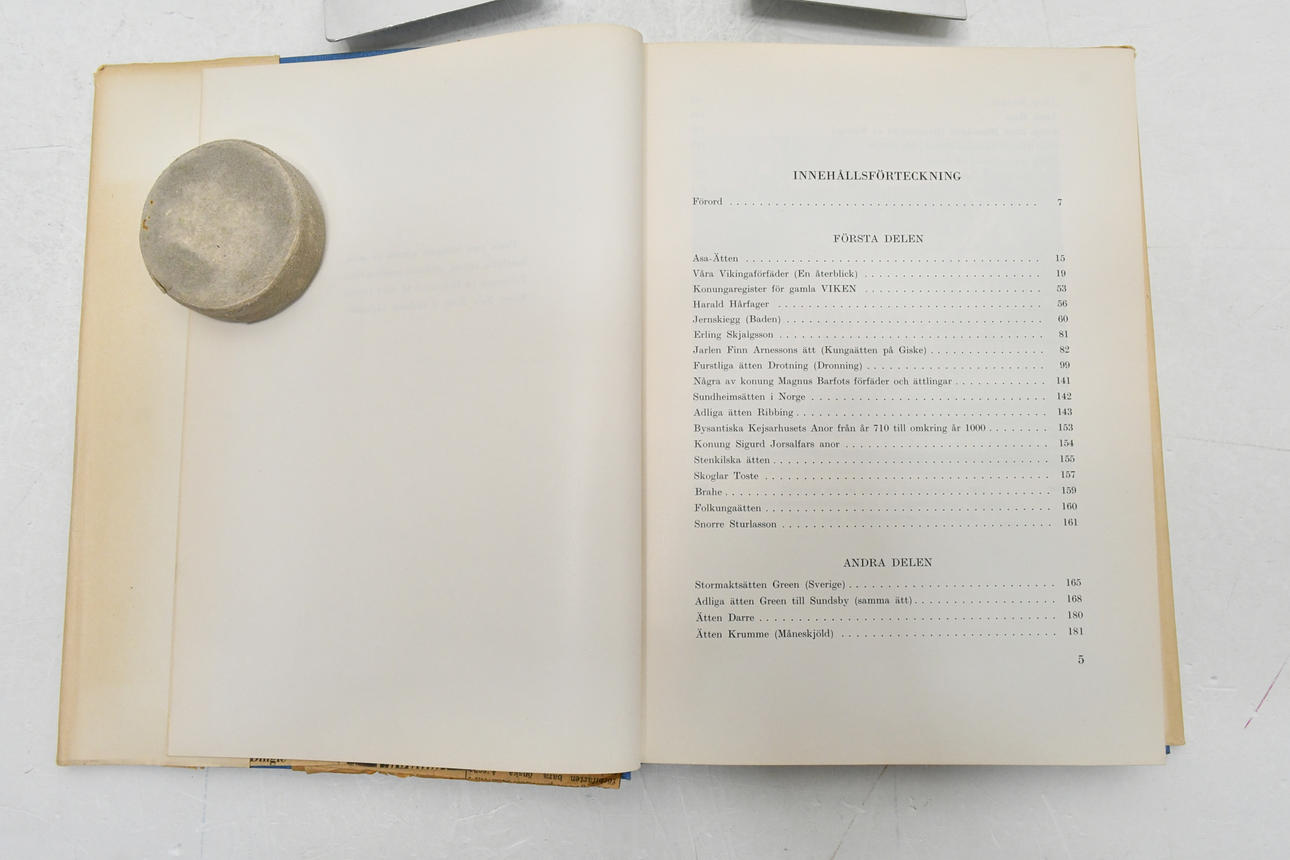 INNEHÅLLSFÖRTECKNING
Förord . . . . . . . . . . . . . . . . . . . . . . . . . . . . . . . . . . . . . . . . 7
FÖRSTA DELEN
Asa-Ätten . . . . . . . . . . . . . . . . . . . . . . . . . . . . . . . . . . . . . . 15
Våra Vikingaförfäder (En återblick) . . . . . . . . . . . . . . . . . . . . . . . 19
Konungaregister för gamla VIKEN . . . . . . . . . . . . . . . . . . . . . . . 53
Harald Hårfager . . . . . . . . . . . . . . . . . . . . . . . . . . . . . . . . . . 56
Jernskiegg (Baden) . . . . . . . . . . . . . . . . . . . . . . . . . . . . . . . . . 60
Erling Skjalgsson . . . . . . . . . . . . . . . . . . . . . . . . . . . . . . . . . . 81
Jarlen Finn Arnessons ätt (Kungaätten på Giske) . . . . . . . . . . . . . . . 82
Furstliga ätten Drotning (Dronning) . . . . . . . . . . . . . . . . . . . . . . . 99
Några av konung Magnus Barfots förfäder och ättlingar . . . . . . . . . . . . 141
Sundheimsätten i Norge . . . . . . . . . . . . . . . . . . . . . . . . . . . . . . 142
Adliga ätten Ribbing . . . . . . . . . . . . . . . . . . . . . . . . . . . . . . . . 143
Bysantiska Kejsarhusets Anor från år 710 till omkring år 1000 . . . . . . . . 153
Konung Sigurd Jorsalfars anor . . . . . . . . . . . . . . . . . . . . . . . . . . 154
Stenkilska ätten . . . . . . . . . . . . . . . . . . . . . . . . . . . . . . . . . . . 155
Skoglar Toste . . . . . . . . . . . . . . . . . . . . . . . . . . . . . . . . . . . . 157
Brahe . . . . . . . . . . . . . . . . . . . . . . . . . . . . . . . . . . . . . . . . . 159
Folkungaätten . . . . . . . . . . . . . . . . . . . . . . . . . . . . . . . . . . . . 160
Snorre Sturlasson . . . . . . . . . . . . . . . . . . . . . . . . . . . . . . . . . . 161
ANDRA DELEN
Stormaktsätten Green (Sverige) . . . . . . . . . . . . . . . . . . . . . . . . . . 165
Adliga ätten Green till Sundsby (samma ätt) . . . . . . . . . . . . . . . . . . 168
Ätten Darre . . . . . . . . . . . . . . . . . . . . . . . . . . . . . . . . . . . . . 180
Ätten Krumme (Måneskjöld) . . . . . . . . . . . . . . . . . . . . . . . . . . . 181
5